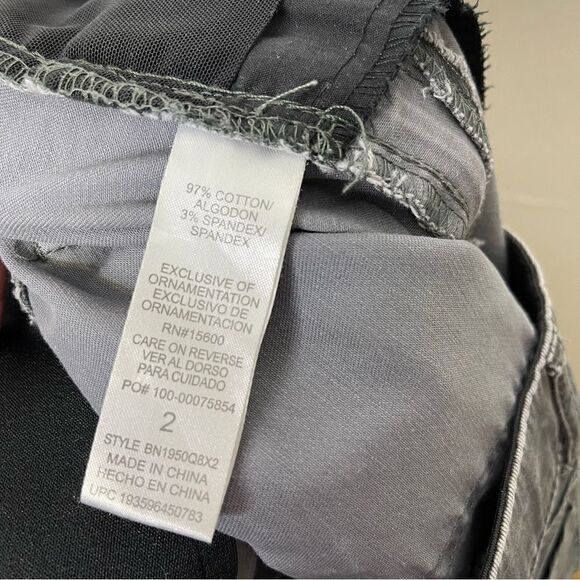 97% COTTON/
ALGODON
3% SPANDEX/
SPANDEX
EXCLUSIVE OF
ORNAMENTATION
EXCLUSIVO DE
ORNAMENTACION
RN#15600
CARE ON REVERSE
VER AL DORSO
PARA CUIDADO
PO# 100-00075854
2
STYLE BN1950Q8X2
MADE IN CHINA
HECHO EN CHINA
UPC 193596450783